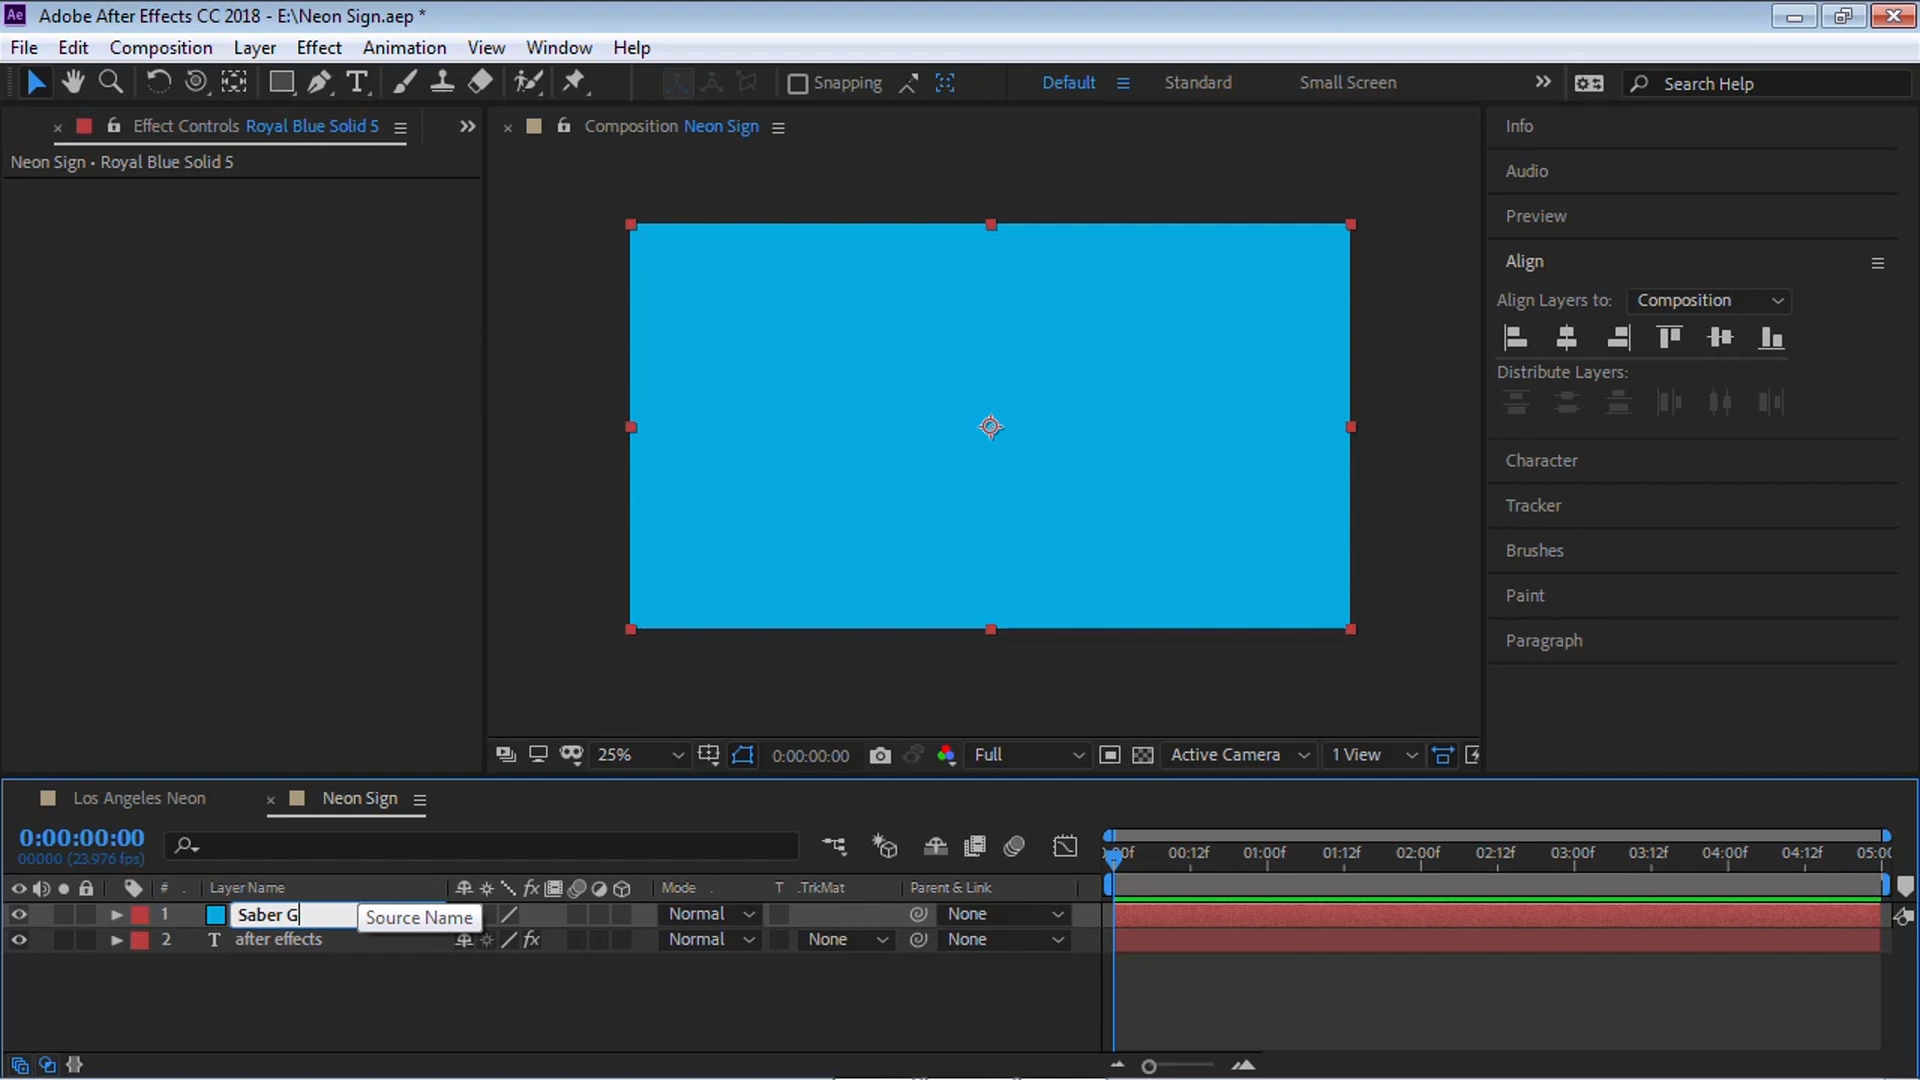 Ae Adobe After Effects CC 2018 - E:\Neon Sign.aep *
File Edit Composition Layer Effect Animation View Window Help
Snapping Default Standard Small Screen Search Help
Effect Controls Royal Blue Solid 5
Composition Neon Sign
Info
Neon Sign • Royal Blue Solid 5
Audio
Preview
Align
Align Layers to: Composition
Distribute Layers:
Character
Tracker
Brushes
Paint
Paragraph
25% 0:00:00:00 Full Active Camera 1 View
Los Angeles Neon Neon Sign
0:00:00:00
00000 (23.976 fps)
00f 00:12f 01:00f 01:12f 02:00f 02:12f 03:00f 03:12f 04:00f 04:12f 05:00
# Layer Name fx Mode T .TrkMat Parent & Link
1 Saber G Source Name Normal None
2 T after effects fx Normal None None